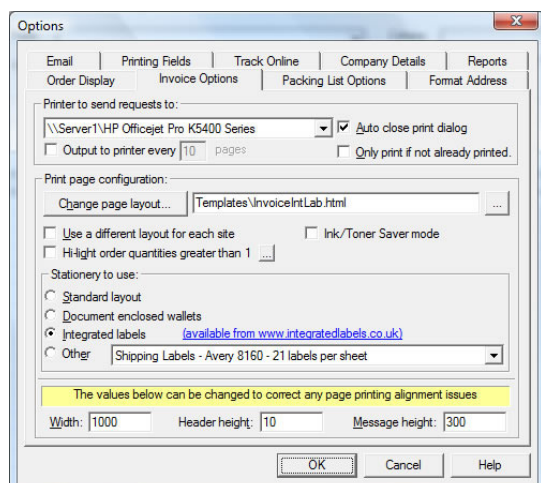 Options
Email Printing Fields Track Online Company Details Reports
Order Display Invoice Options Packing List Options Format Address
Printer to send requests to:
\\Server1\HP Officejet Pro K5400 Series Auto close print dialog
Output to printer every 10 pages Only print if not already printed.
Print page configuration:
Change page layout... Templates\InvoiceIntLab.html ...
Use a different layout for each site Ink/Toner Saver mode
Hi-light order quantities greater than 1 ...
Stationery to use:
Standard layout
Document enclosed wallets
Integrated labels (available from www.integratedlabels.co.uk)
Other Shipping Labels - Avery 8160 - 21 labels per sheet
The values below can be changed to correct any page printing alignment issues
Width: 1000 Header height: 10 Message height: 300
OK Cancel Help